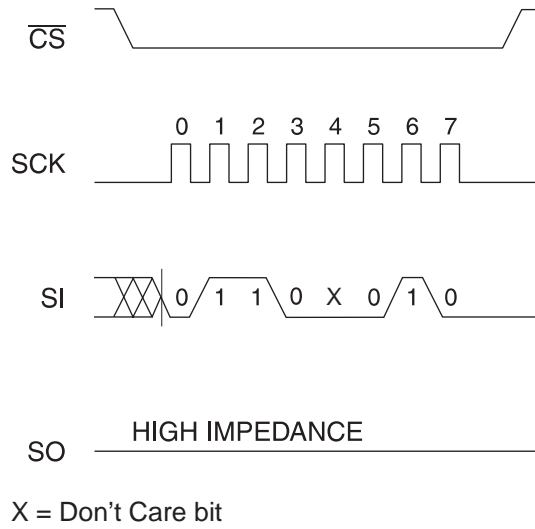 CS
0 1 2 3 4 5 6 7
SCK
SI 0 1 1 0 X 0 1 0
HIGH IMPEDANCE
SO
X = Don't Care bit